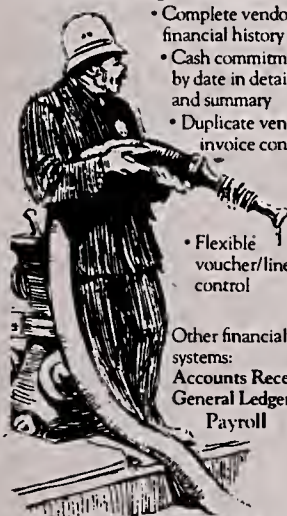 • Complete vendo
financial history
• Cash commitm
by date in detai
and summary
• Duplicate ven
invoice con
• Flexible
voucher/line
control
Other financial
systems:
Accounts Rece
General Ledger
Payroll